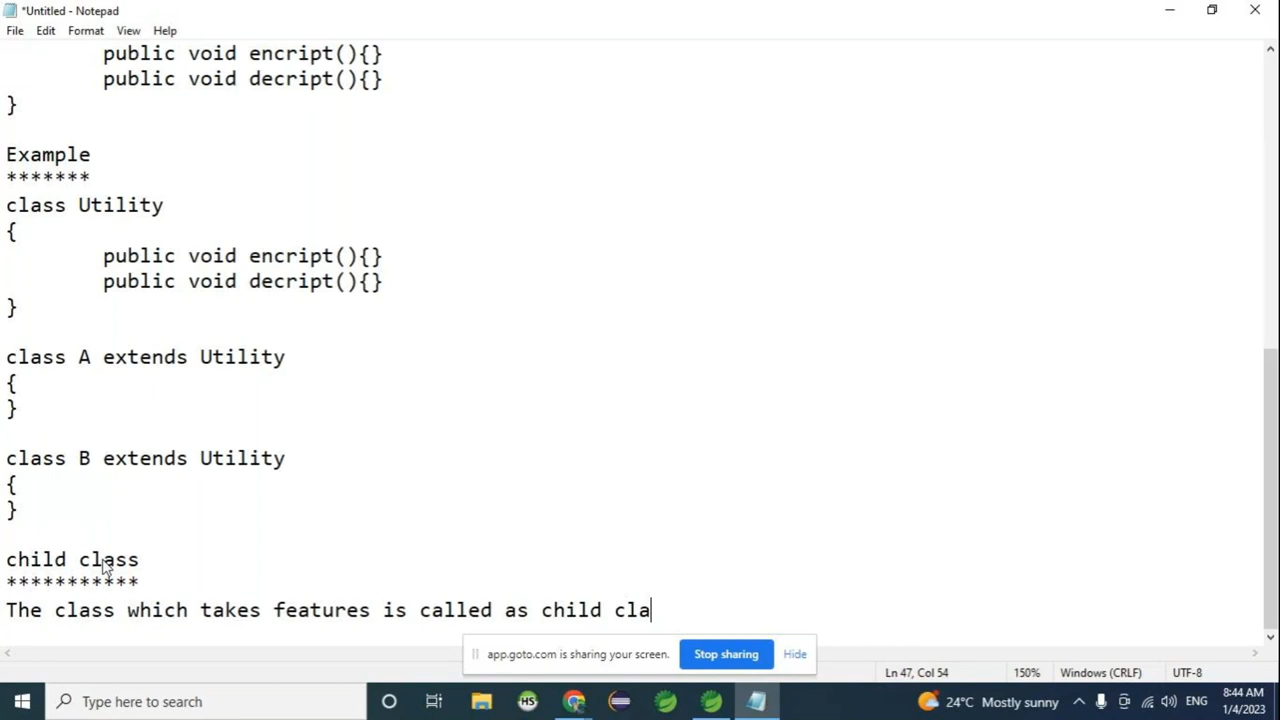 *Untitled - Notepad
File Edit Format View Help
public void encript(){}
public void decript(){}
}
Example
*******
class Utility
{
public void encript(){}
public void decript(){}
}
class A extends Utility
{
}
class B extends Utility
{
}
child class
***********
The class which takes features is called as child cla
app.goto.com is sharing your screen. Stop sharing Hide
Ln 47, Col 54 150% Windows (CRLF) UTF-8
Type here to search HS 24°C Mostly sunny ENG 8:44 AM
1/4/2023